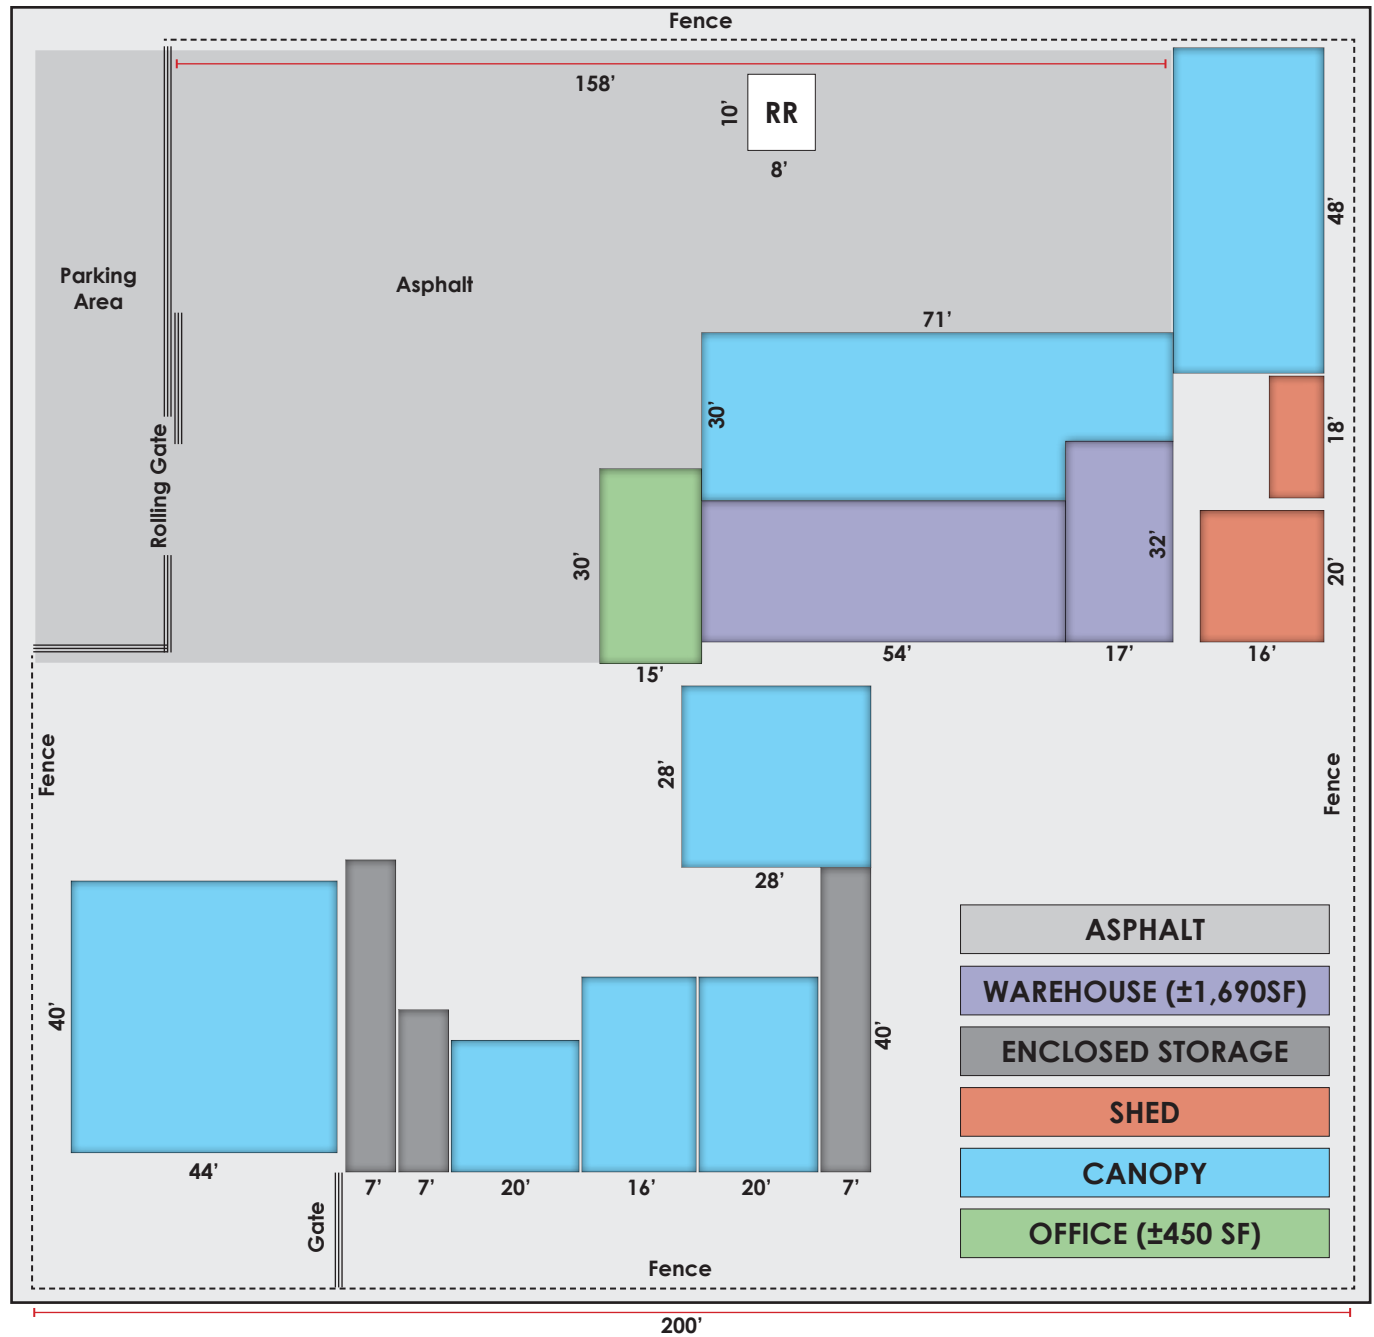 Fence
158’
10’
RR
8’
48’
Parking
Area
Asphalt
71’
30’
18’
Rolling Gate
32’
30’
20’
54’
17’
16’
15’
Fence
28’
Fence
28’
40’
40’
44’
7’
7’
20’
16’
20’
7’
Gate
ASPHALT
WAREHOUSE (±1,690SF)
ENCLOSED STORAGE
SHED
CANOPY
OFFICE (±450 SF)
Fence
200’